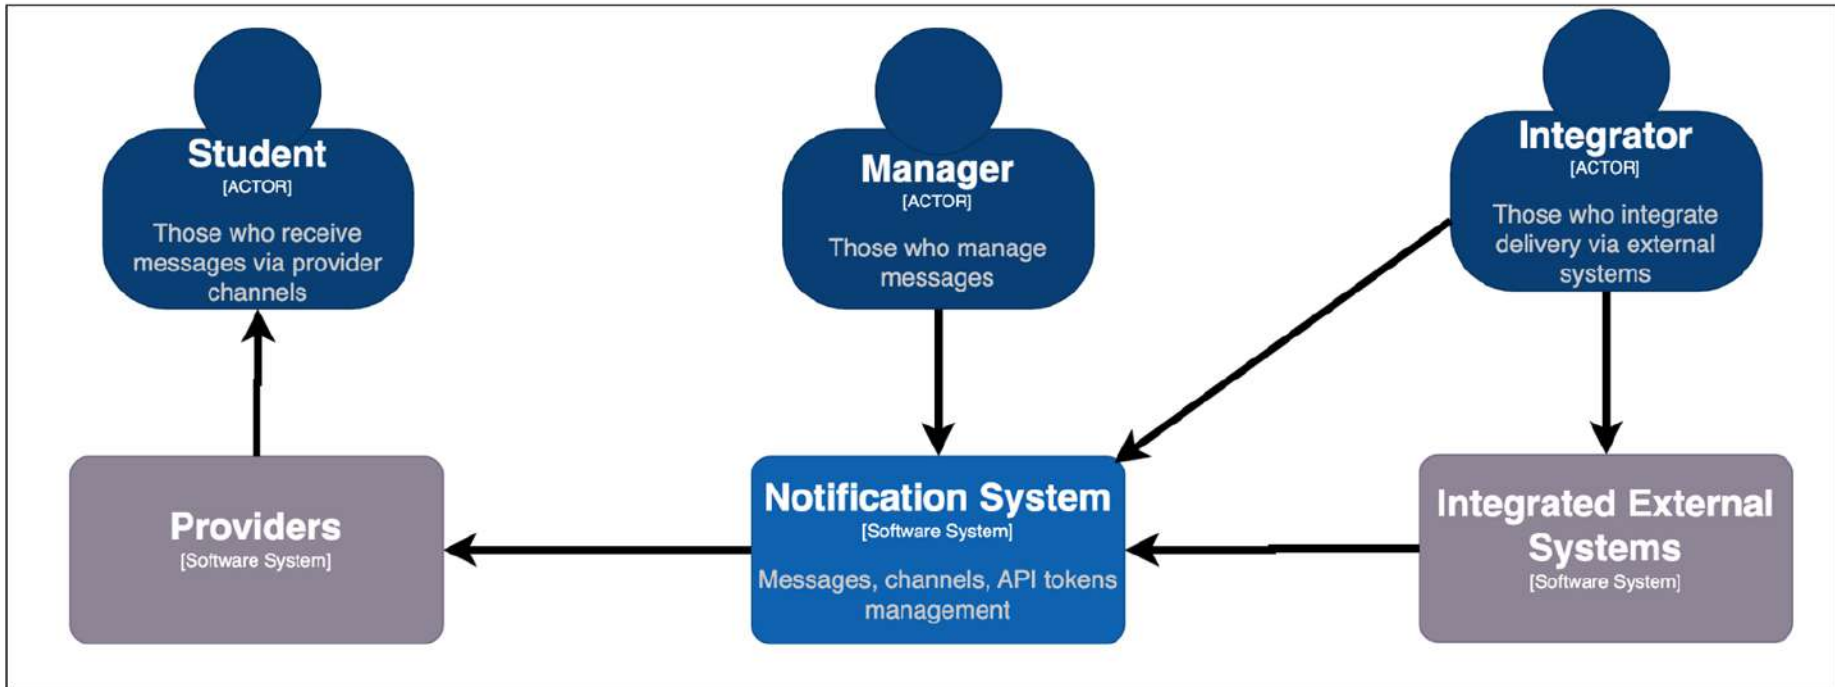 Student
[ACTOR]
Those who receive
messages via provider
channels
Manager
[ACTOR]
Those who manage
messages
Integrator
[ACTOR]
Those who integrate
delivery via external
systems
Providers
[Software System]
Notification System
[Software System]
Messages, channels, API tokens
management
Integrated External
Systems
[Software System]